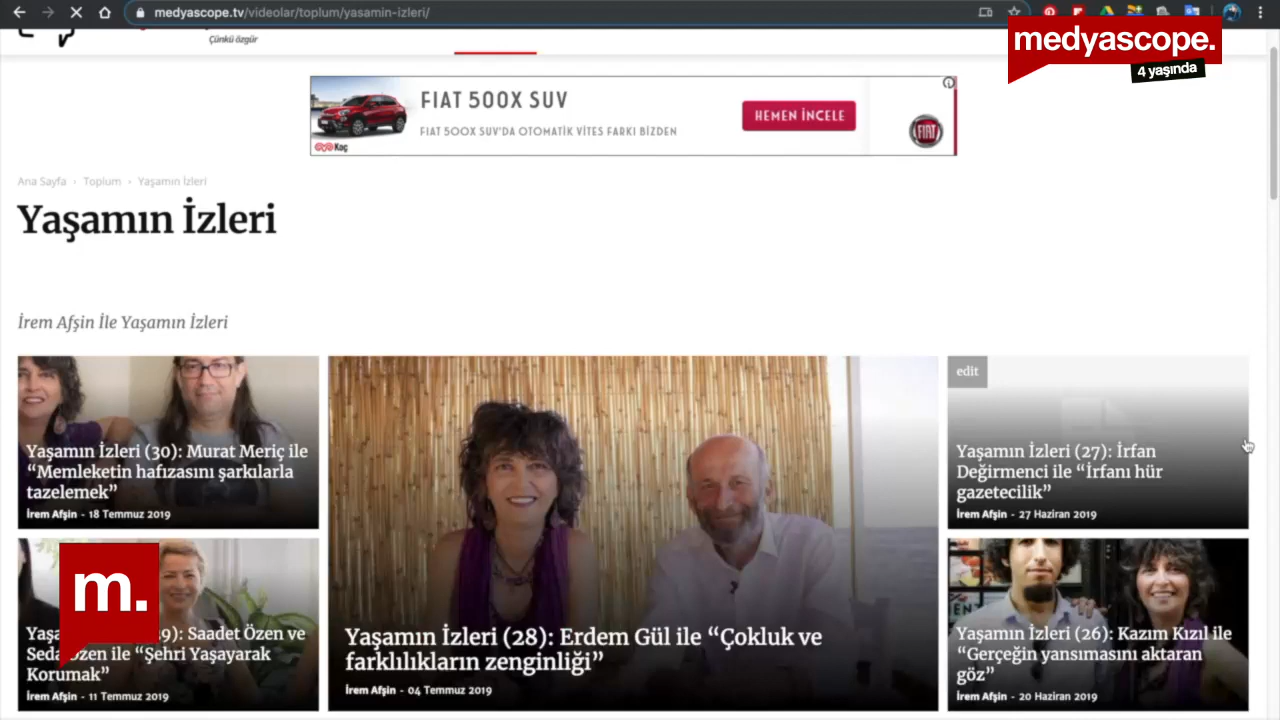 medyascope.tv/videolar/toplum/yasamin-izleri/
Çünkü özgür
medyascope.
4 yaşında
FIAT 500X SUV
FIAT 500X SUV'DA OTOMATİK VİTES FARKI BİZDEN
HEMEN İNCELE
FIAT
Koç
Ana Sayfa › Toplum › Yaşamın İzleri
Yaşamın İzleri
İrem Afşin İle Yaşamın İzleri
Yaşamın İzleri (30): Murat Meriç ile
“Memleketin hafızasını şarkılarla
tazelemek”
İrem Afşin - 18 Temmuz 2019
Saadet Özen ve
Seda Özen ile “Şehri Yaşayarak
Korumak”
İrem Afşin - 11 Temmuz 2019
m.
Yaşamın İzleri (28): Erdem Gül ile “Çokluk ve
farklılıkların zenginliği”
İrem Afşin - 04 Temmuz 2019
edit
Yaşamın İzleri (27): İrfan
Değirmenci ile “İrfanı hür
gazetecilik”
İrem Afşin - 27 Haziran 2019
Yaşamın İzleri (26): Kazım Kızıl ile
“Gerçeğin yansımasını aktaran
göz”
İrem Afşin - 20 Haziran 2019